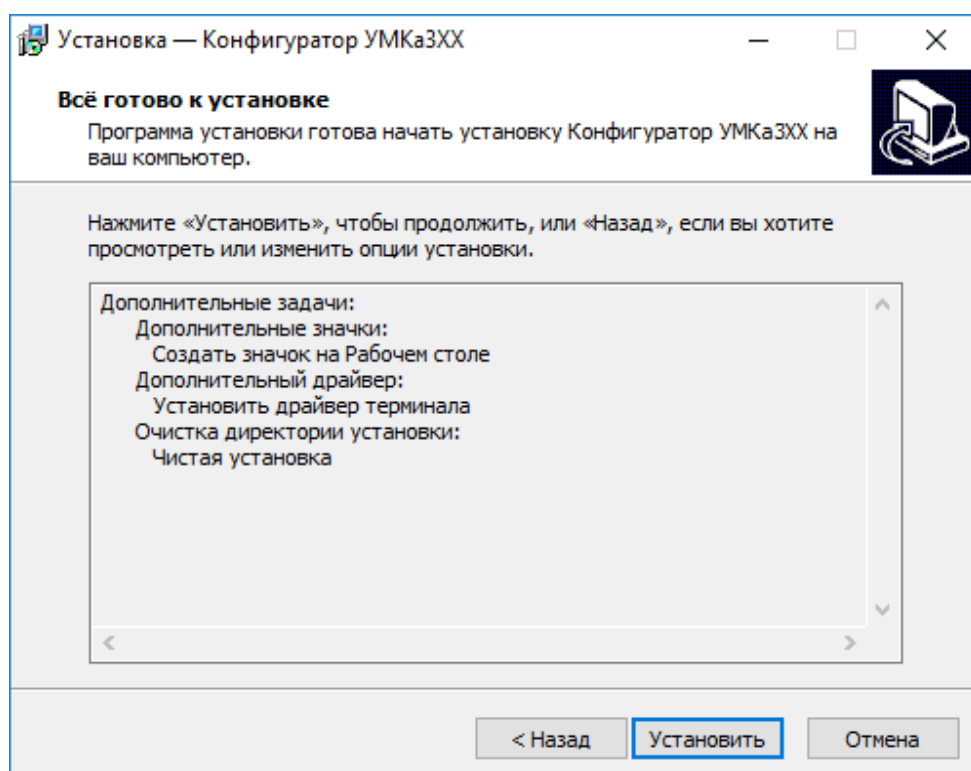 Установка — Конфигуратор УМКа3XX
Всё готово к установке
Программа установки готова начать установку Конфигуратор УМКа3XX на
ваш компьютер.
Нажмите «Установить», чтобы продолжить, или «Назад», если вы хотите
просмотреть или изменить опции установки.
Дополнительные задачи:
Дополнительные значки:
Создать значок на Рабочем столе
Дополнительный драйвер:
Установить драйвер терминала
Очистка директории установки:
Чистая установка
< Назад
Установить
Отмена